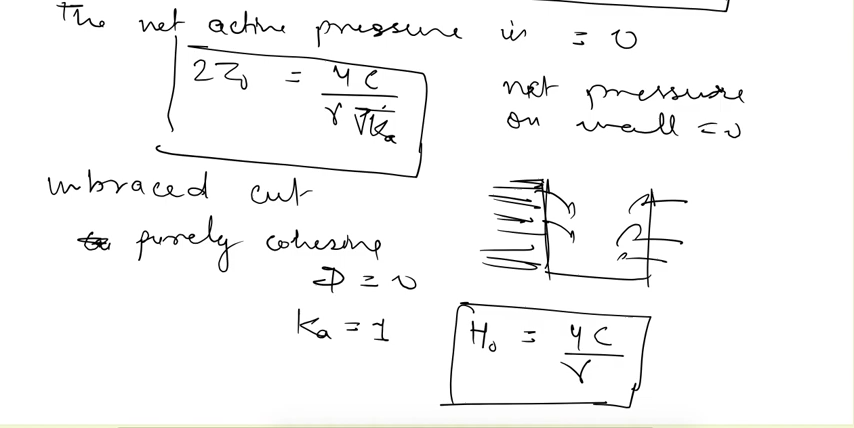 The net active pressure is = 0
2Z₀ = 4C / γ√Ka
net pressure
on wall = 0
unbraced cut
purely cohesive
Φ = 0
Ka = 1
H₀ = 4C / γ